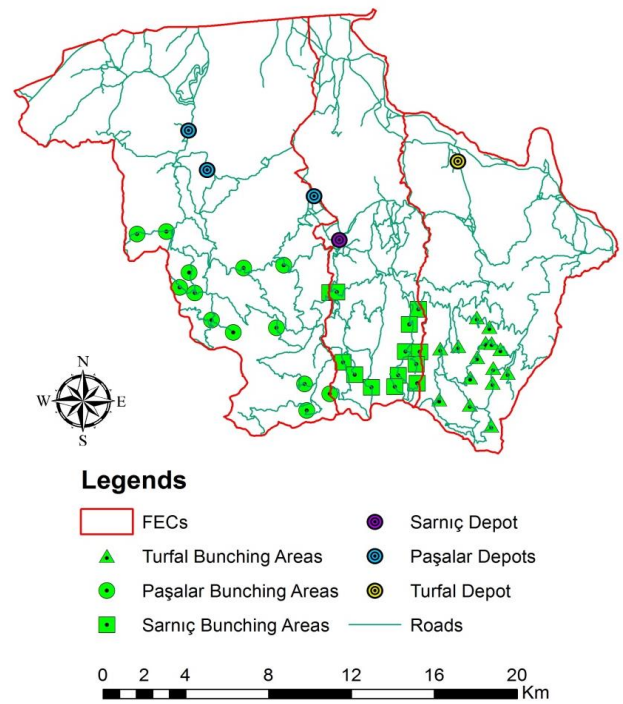 N
W E
S
Legends
FECs
Turfal Bunching Areas
Paşalar Bunching Areas
Sarnıç Bunching Areas
Sarnıç Depot
Paşalar Depots
Turfal Depot
Roads
0 2 4 8 12 16 20
Km